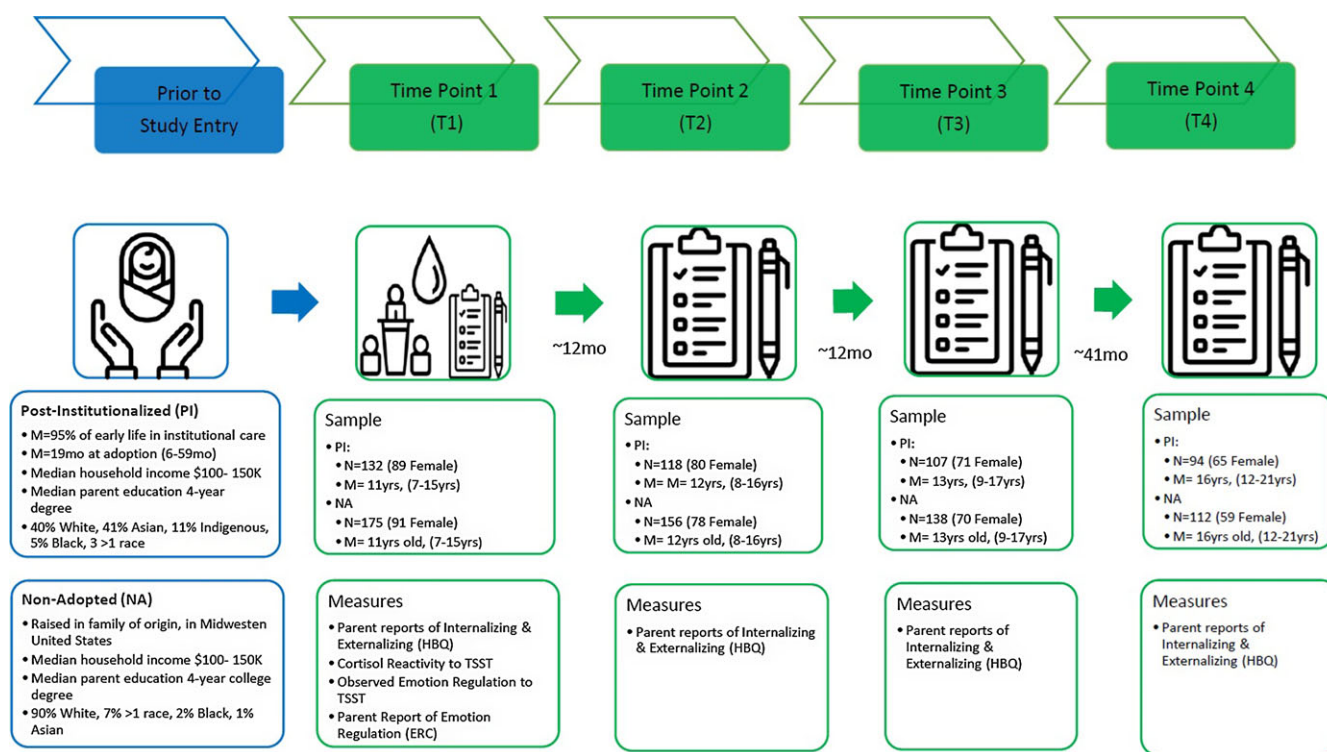 Prior to
Study Entry
Time Point 1
(T1)
Time Point 2
(T2)
Time Point 3
(T3)
Time Point 4
(T4)
~12mo
~12mo
~41mo
Post-Institutionalized (PI)
• M=95% of early life in institutional care
• M=19mo at adoption (6-59mo)
• Median household income $100- 150K
• Median parent education 4-year
degree
• 40% White, 41% Asian, 11% Indigenous,
5% Black, 3 >1 race
Sample
• PI:
• N=132 (89 Female)
• M= 11yrs, (7-15yrs)
• NA
• N=175 (91 Female)
• M= 11yrs old, (7-15yrs)
Sample
• PI:
• N=118 (80 Female)
• M= M= 12yrs, (8-16yrs)
• NA
• N=156 (78 Female)
• M= 12yrs old, (8-16yrs)
Sample
• PI:
• N=107 (71 Female)
• M= 13yrs, (9-17yrs)
• NA
• N=138 (70 Female)
• M= 13yrs old, (9-17yrs)
Sample
• PI:
• N=94 (65 Female)
• M= 16yrs, (12-21yrs)
• NA
• N=112 (59 Female)
• M= 16yrs old, (12-21yrs)
Non-Adopted (NA)
• Raised in family of origin, in Midwesten
United States
• Median household income $100- 150K
• Median parent education 4-year college
degree
• 90% White, 7% >1 race, 2% Black, 1%
Asian
Measures
• Parent reports of Internalizing &
Externalizing (HBQ)
• Cortisol Reactivity to TSST
• Observed Emotion Regulation to
TSST
• Parent Report of Emotion
Regulation (ERC)
Measures
• Parent reports of Internalizing
& Externalizing (HBQ)
Measures
• Parent reports of
Internalizing &
Externalizing (HBQ)
Measures
• Parent reports of
Internalizing &
Externalizing (HBQ)